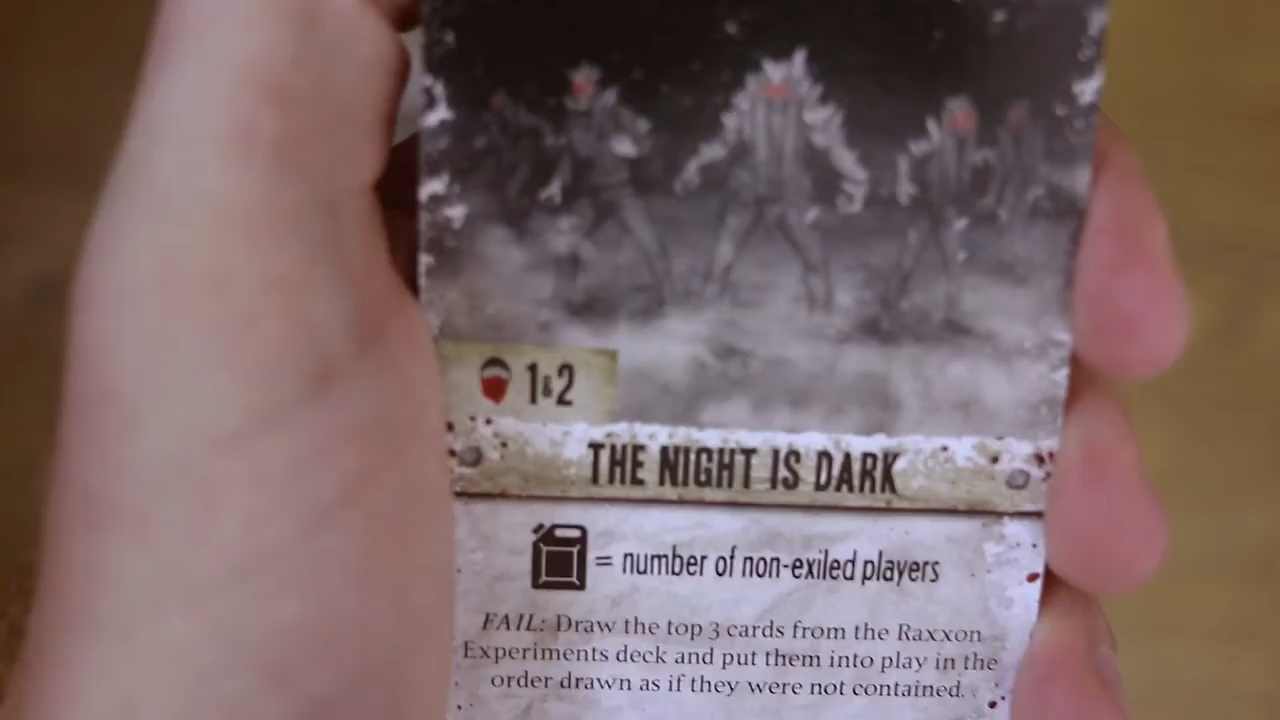 1&2
THE NIGHT IS DARK
= number of non-exiled players
FAIL: Draw the top 3 cards from the Raxxon
Experiments deck and put them into play in the
order drawn as if they were not contained.